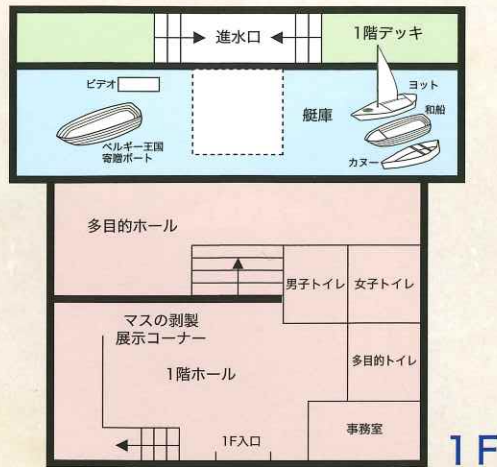 進水口
1階デッキ
ビデオ
ヨット
艇庫
和船
ベルギー王国
寄贈ボート
カヌー
多目的ホール
男子トイレ
女子トイレ
マスの剥製
展示コーナー
多目的トイレ
1階ホール
事務室
1F入口
1F